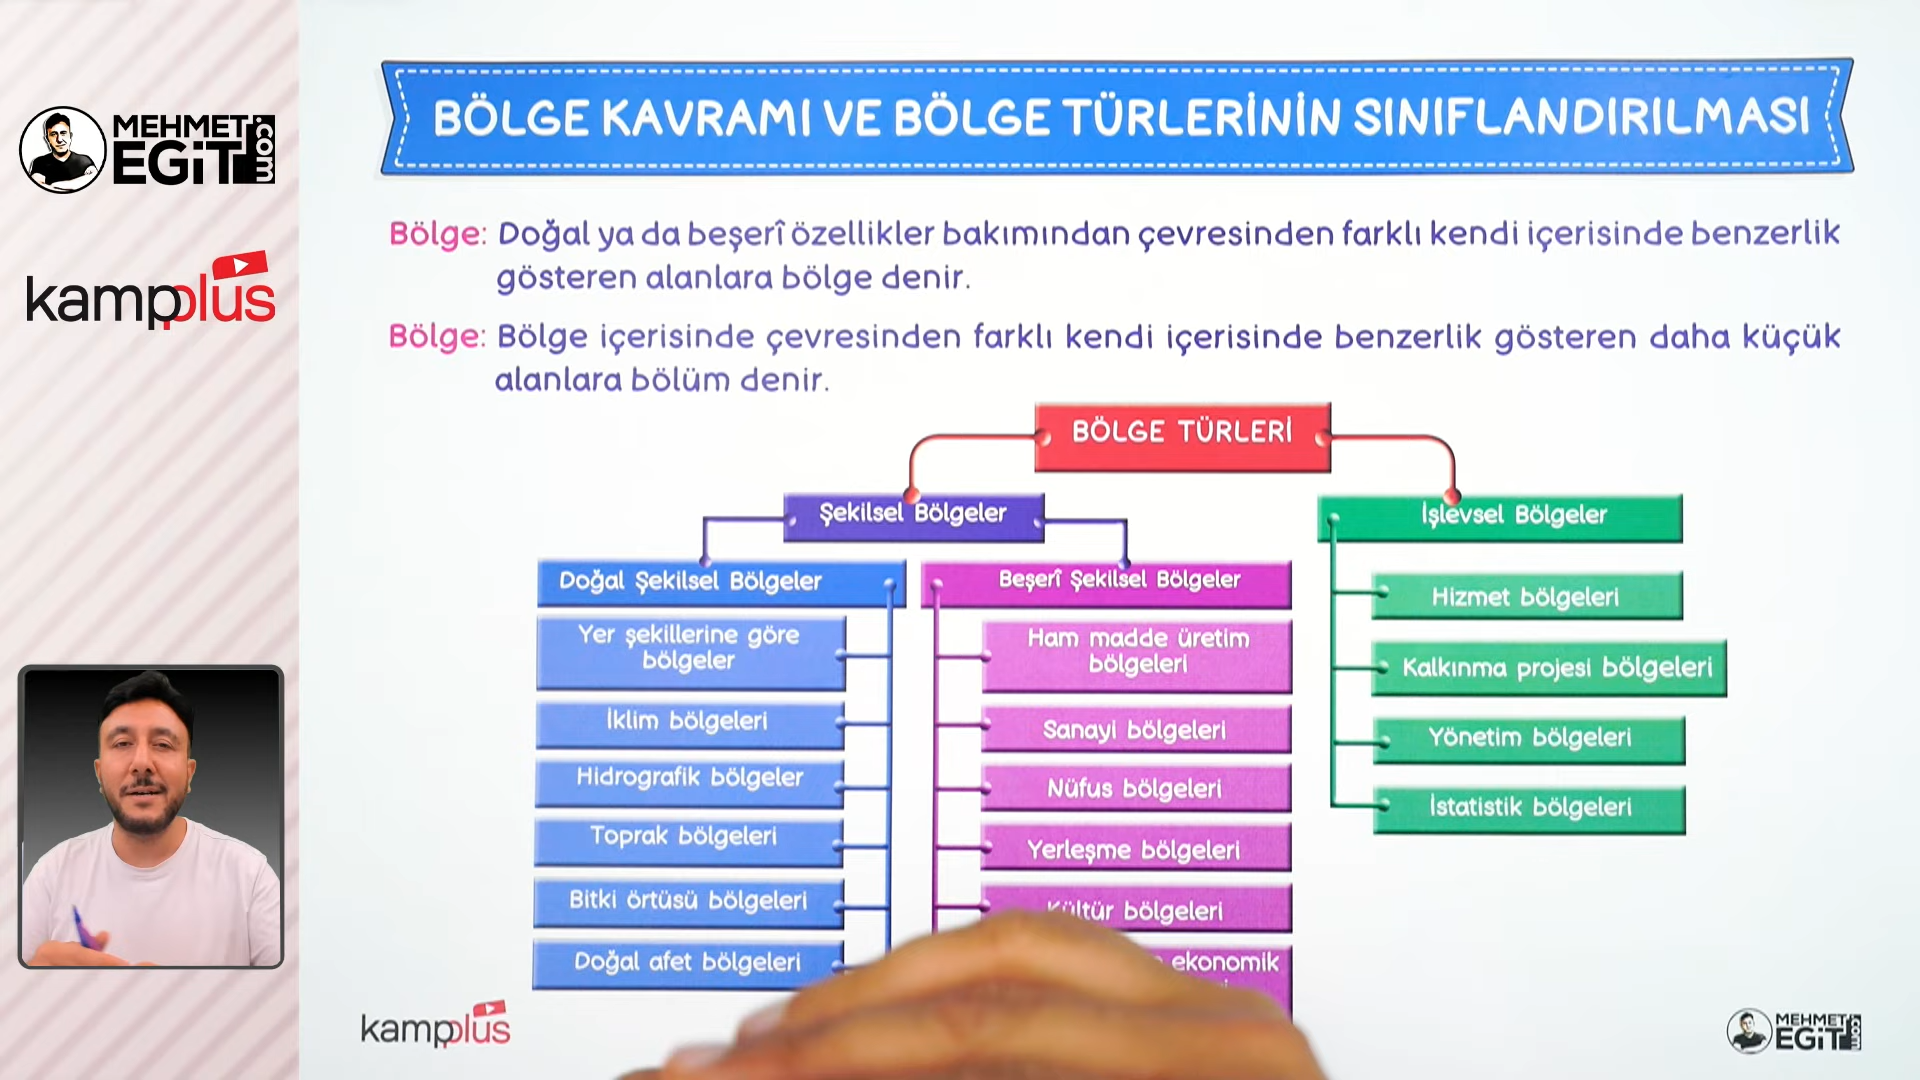 MEHMET
EGİT
.com
kampplus
BÖLGE KAVRAMI VE BÖLGE TÜRLERİNİN SINIFLANDIRILMASI
Bölge: Doğal ya da beşerî özellikler bakımından çevresinden farklı kendi içerisinde benzerlik
gösteren alanlara bölge denir.
Bölge: Bölge içerisinde çevresinden farklı kendi içerisinde benzerlik gösteren daha küçük
alanlara bölüm denir.
BÖLGE TÜRLERİ
Şekilsel Bölgeler
Doğal Şekilsel Bölgeler
Yer şekillerine göre
bölgeler
İklim bölgeleri
Hidrografik bölgeler
Toprak bölgeleri
Bitki örtüsü bölgeleri
Doğal afet bölgeleri
Beşerî Şekilsel Bölgeler
Ham madde üretim
bölgeleri
Sanayi bölgeleri
Nüfus bölgeleri
Yerleşme bölgeleri
Kültür bölgeleri
ekonomik
İşlevsel Bölgeler
Hizmet bölgeleri
Kalkınma projesi bölgeleri
Yönetim bölgeleri
İstatistik bölgeleri
kampplus
MEHMET
EGİT
.com